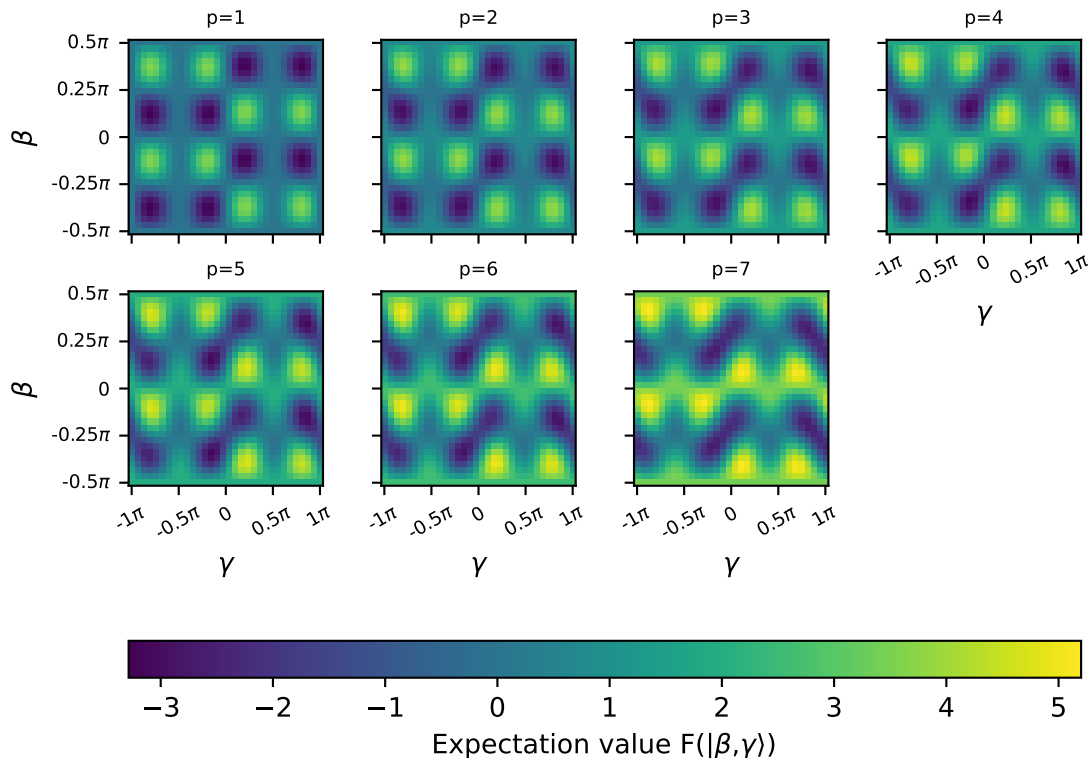 p=1 p=2 p=3 p=4
0.5π
0.25π
0
-0.25π
-0.5π
β
-1π -0.5π 0 0.5π 1π
γ
p=5 p=6 p=7
0.5π
0.25π
0
-0.25π
-0.5π
β
-1π -0.5π 0 0.5π 1π -1π -0.5π 0 0.5π 1π -1π -0.5π 0 0.5π 1π
γ γ γ
−3 −2 −1 0 1 2 3 4 5
Expectation value F(|β,γ⟩)